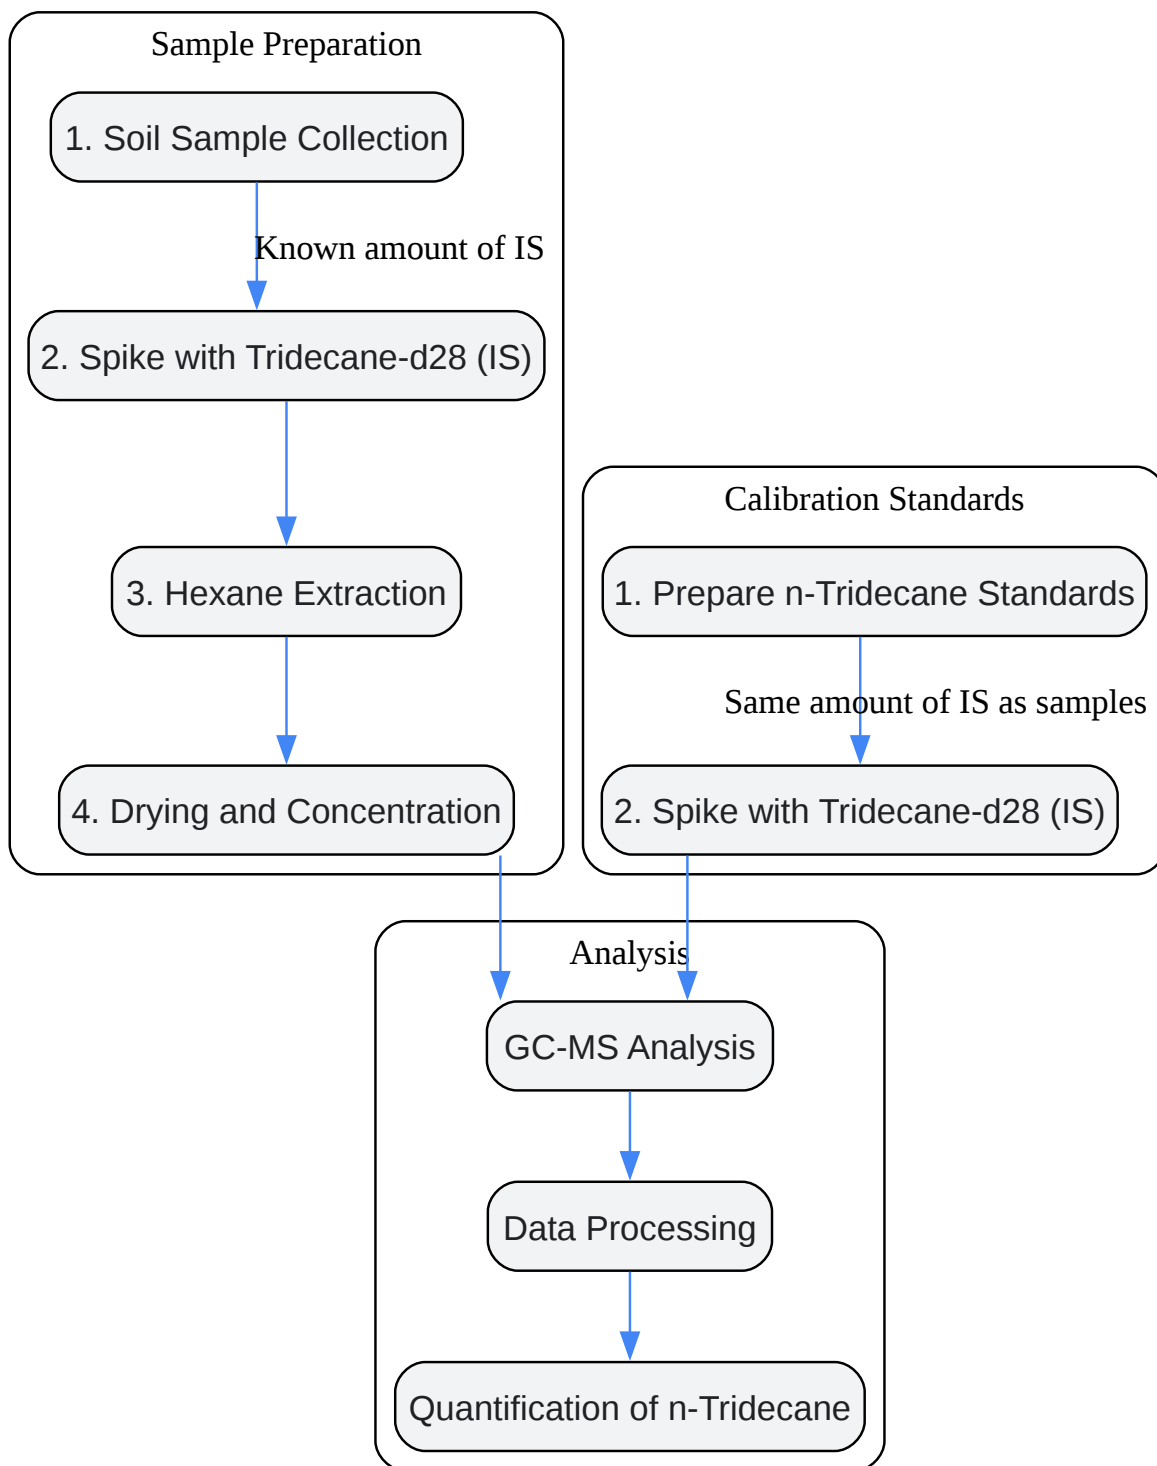 Sample Preparation
1. Soil Sample Collection
Known amount of IS
2. Spike with Tridecane-d28 (IS)
3. Hexane Extraction
4. Drying and Concentration
Calibration Standards
1. Prepare n-Tridecane Standards
Same amount of IS as samples
2. Spike with Tridecane-d28 (IS)
Analysis
GC-MS Analysis
Data Processing
Quantification of n-Tridecane